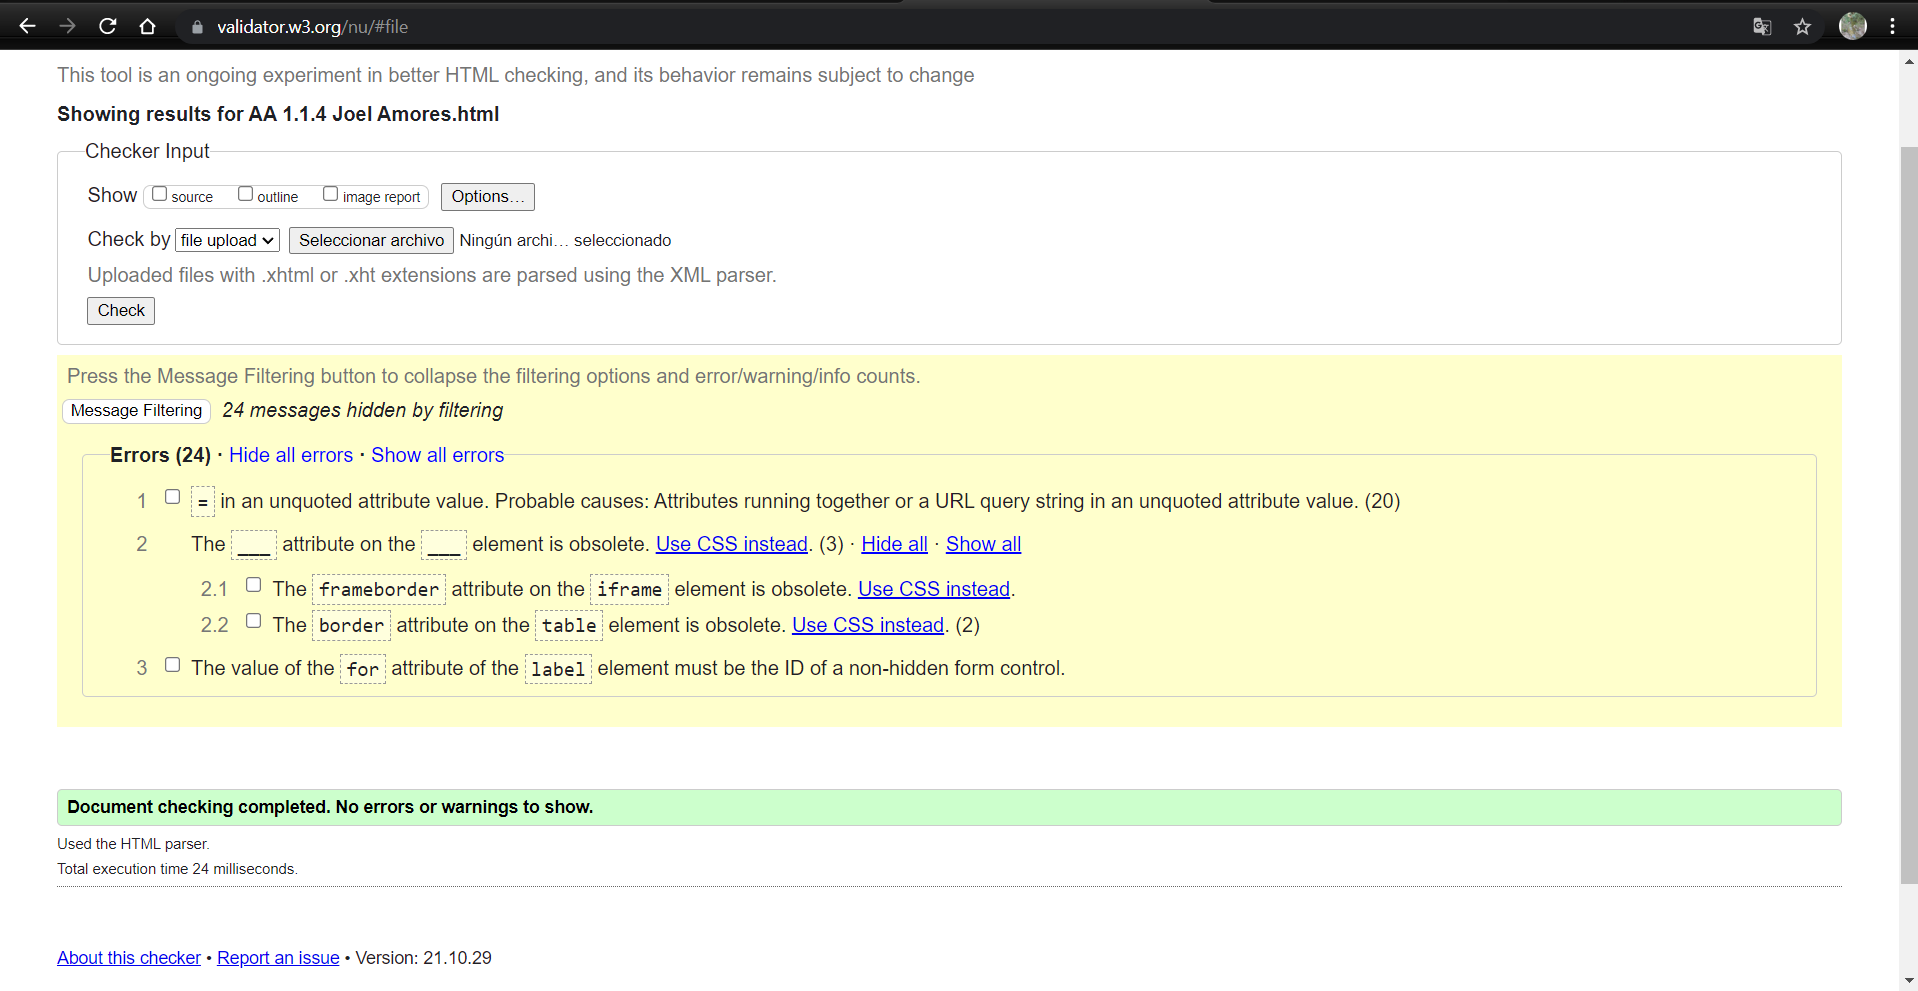 validator.w3.org/nu/#file
This tool is an ongoing experiment in better HTML checking, and its behavior remains subject to change
Showing results for AA 1.1.4 Joel Amores.html
Checker Input
Show source outline image report Options…
Check by file upload Seleccionar archivo Ningún archi… seleccionado
Uploaded files with .xhtml or .xht extensions are parsed using the XML parser.
Check
Press the Message Filtering button to collapse the filtering options and error/warning/info counts.
Message Filtering 24 messages hidden by filtering
Errors (24) · Hide all errors · Show all errors
1 = in an unquoted attribute value. Probable causes: Attributes running together or a URL query string in an unquoted attribute value. (20)
2 The ___ attribute on the ___ element is obsolete. Use CSS instead. (3) · Hide all · Show all
2.1 The frameborder attribute on the iframe element is obsolete. Use CSS instead.
2.2 The border attribute on the table element is obsolete. Use CSS instead. (2)
3 The value of the for attribute of the label element must be the ID of a non-hidden form control.
Document checking completed. No errors or warnings to show.
Used the HTML parser.
Total execution time 24 milliseconds.
About this checker • Report an issue • Version: 21.10.29